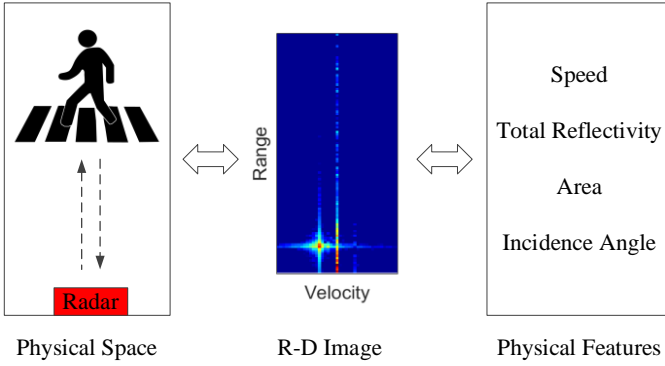 Radar
Physical Space
Range
Velocity
R-D Image
Speed
Total Reflectivity
Area
Incidence Angle
Physical Features